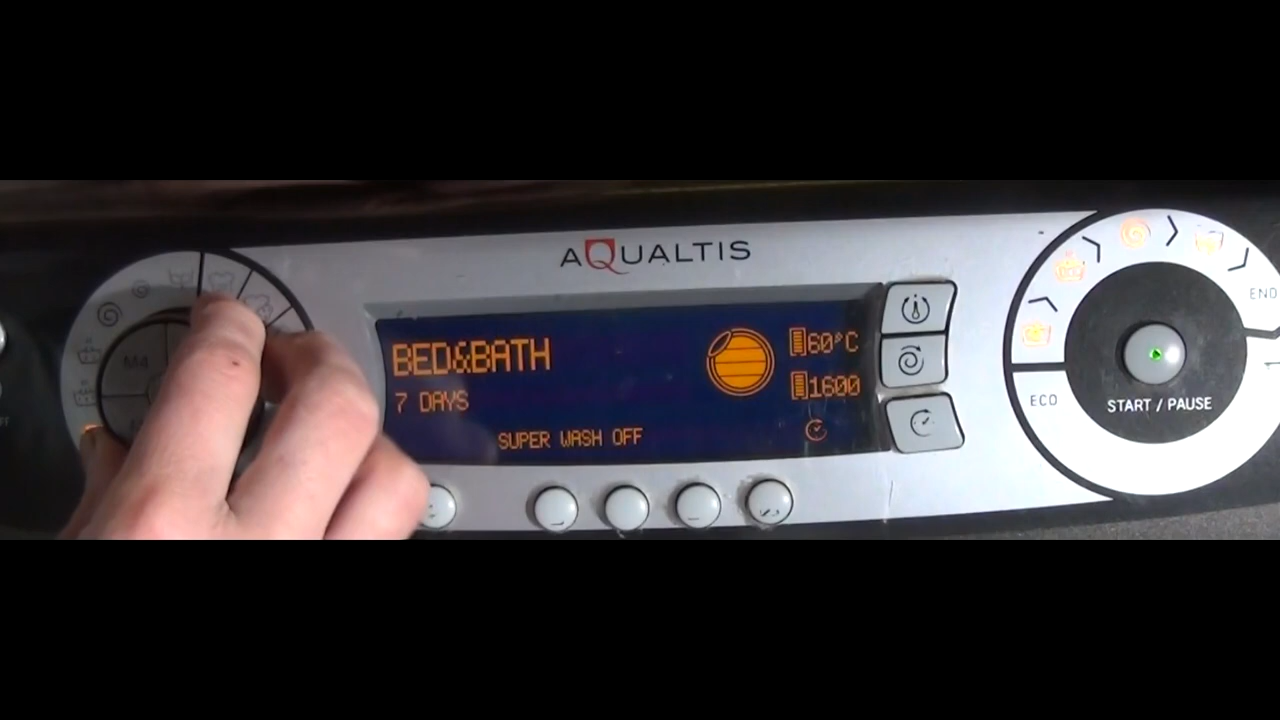 AQUALTIS
BED&BATH
7 DAYS
SUPER WASH OFF
60°C
1600
ECO
END
START / PAUSE